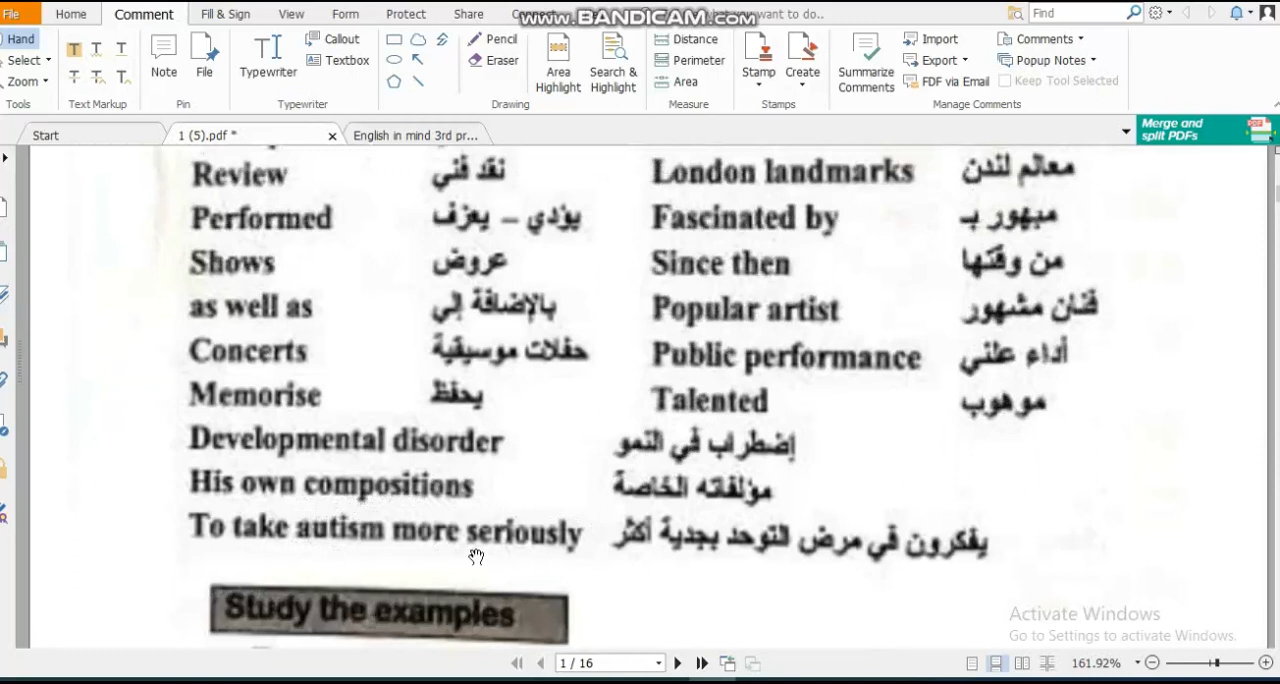 File Home Comment Fill & Sign View Form Protect Share
www.BANDICAM.com
what you want to do..
Find
Hand
Select
Zoom
Note File Typewriter Callout Textbox
Pencil
Eraser
Area Highlight
Search & Highlight
Distance
Perimeter
Area
Stamp Create
Summarize Comments
Import
Export
FDF via Email
Comments
Popup Notes
Keep Tool Selected
Tools Text Markup Pin Typewriter Drawing Measure Stamps Manage Comments
Start 1 (5).pdf * English in mind 3rd pr...
Merge and split PDFs
Review نقد فني London landmarks معالم لندن
Performed يؤدي – يعزف Fascinated by مبهور بـ
Shows عروض Since then من وقتها
as well as بالإضافة إلي Popular artist فنان مشهور
Concerts حفلات موسيقية Public performance أداء علني
Memorise يحفظ Talented موهوب
Developmental disorder إضطراب في النمو
His own compositions مؤلفاته الخاصة
To take autism more seriously يفكرون في مرض التوحد بجدية أكثر
Study the examples
Activate Windows
Go to Settings to activate Windows.
1 / 16
161.92%